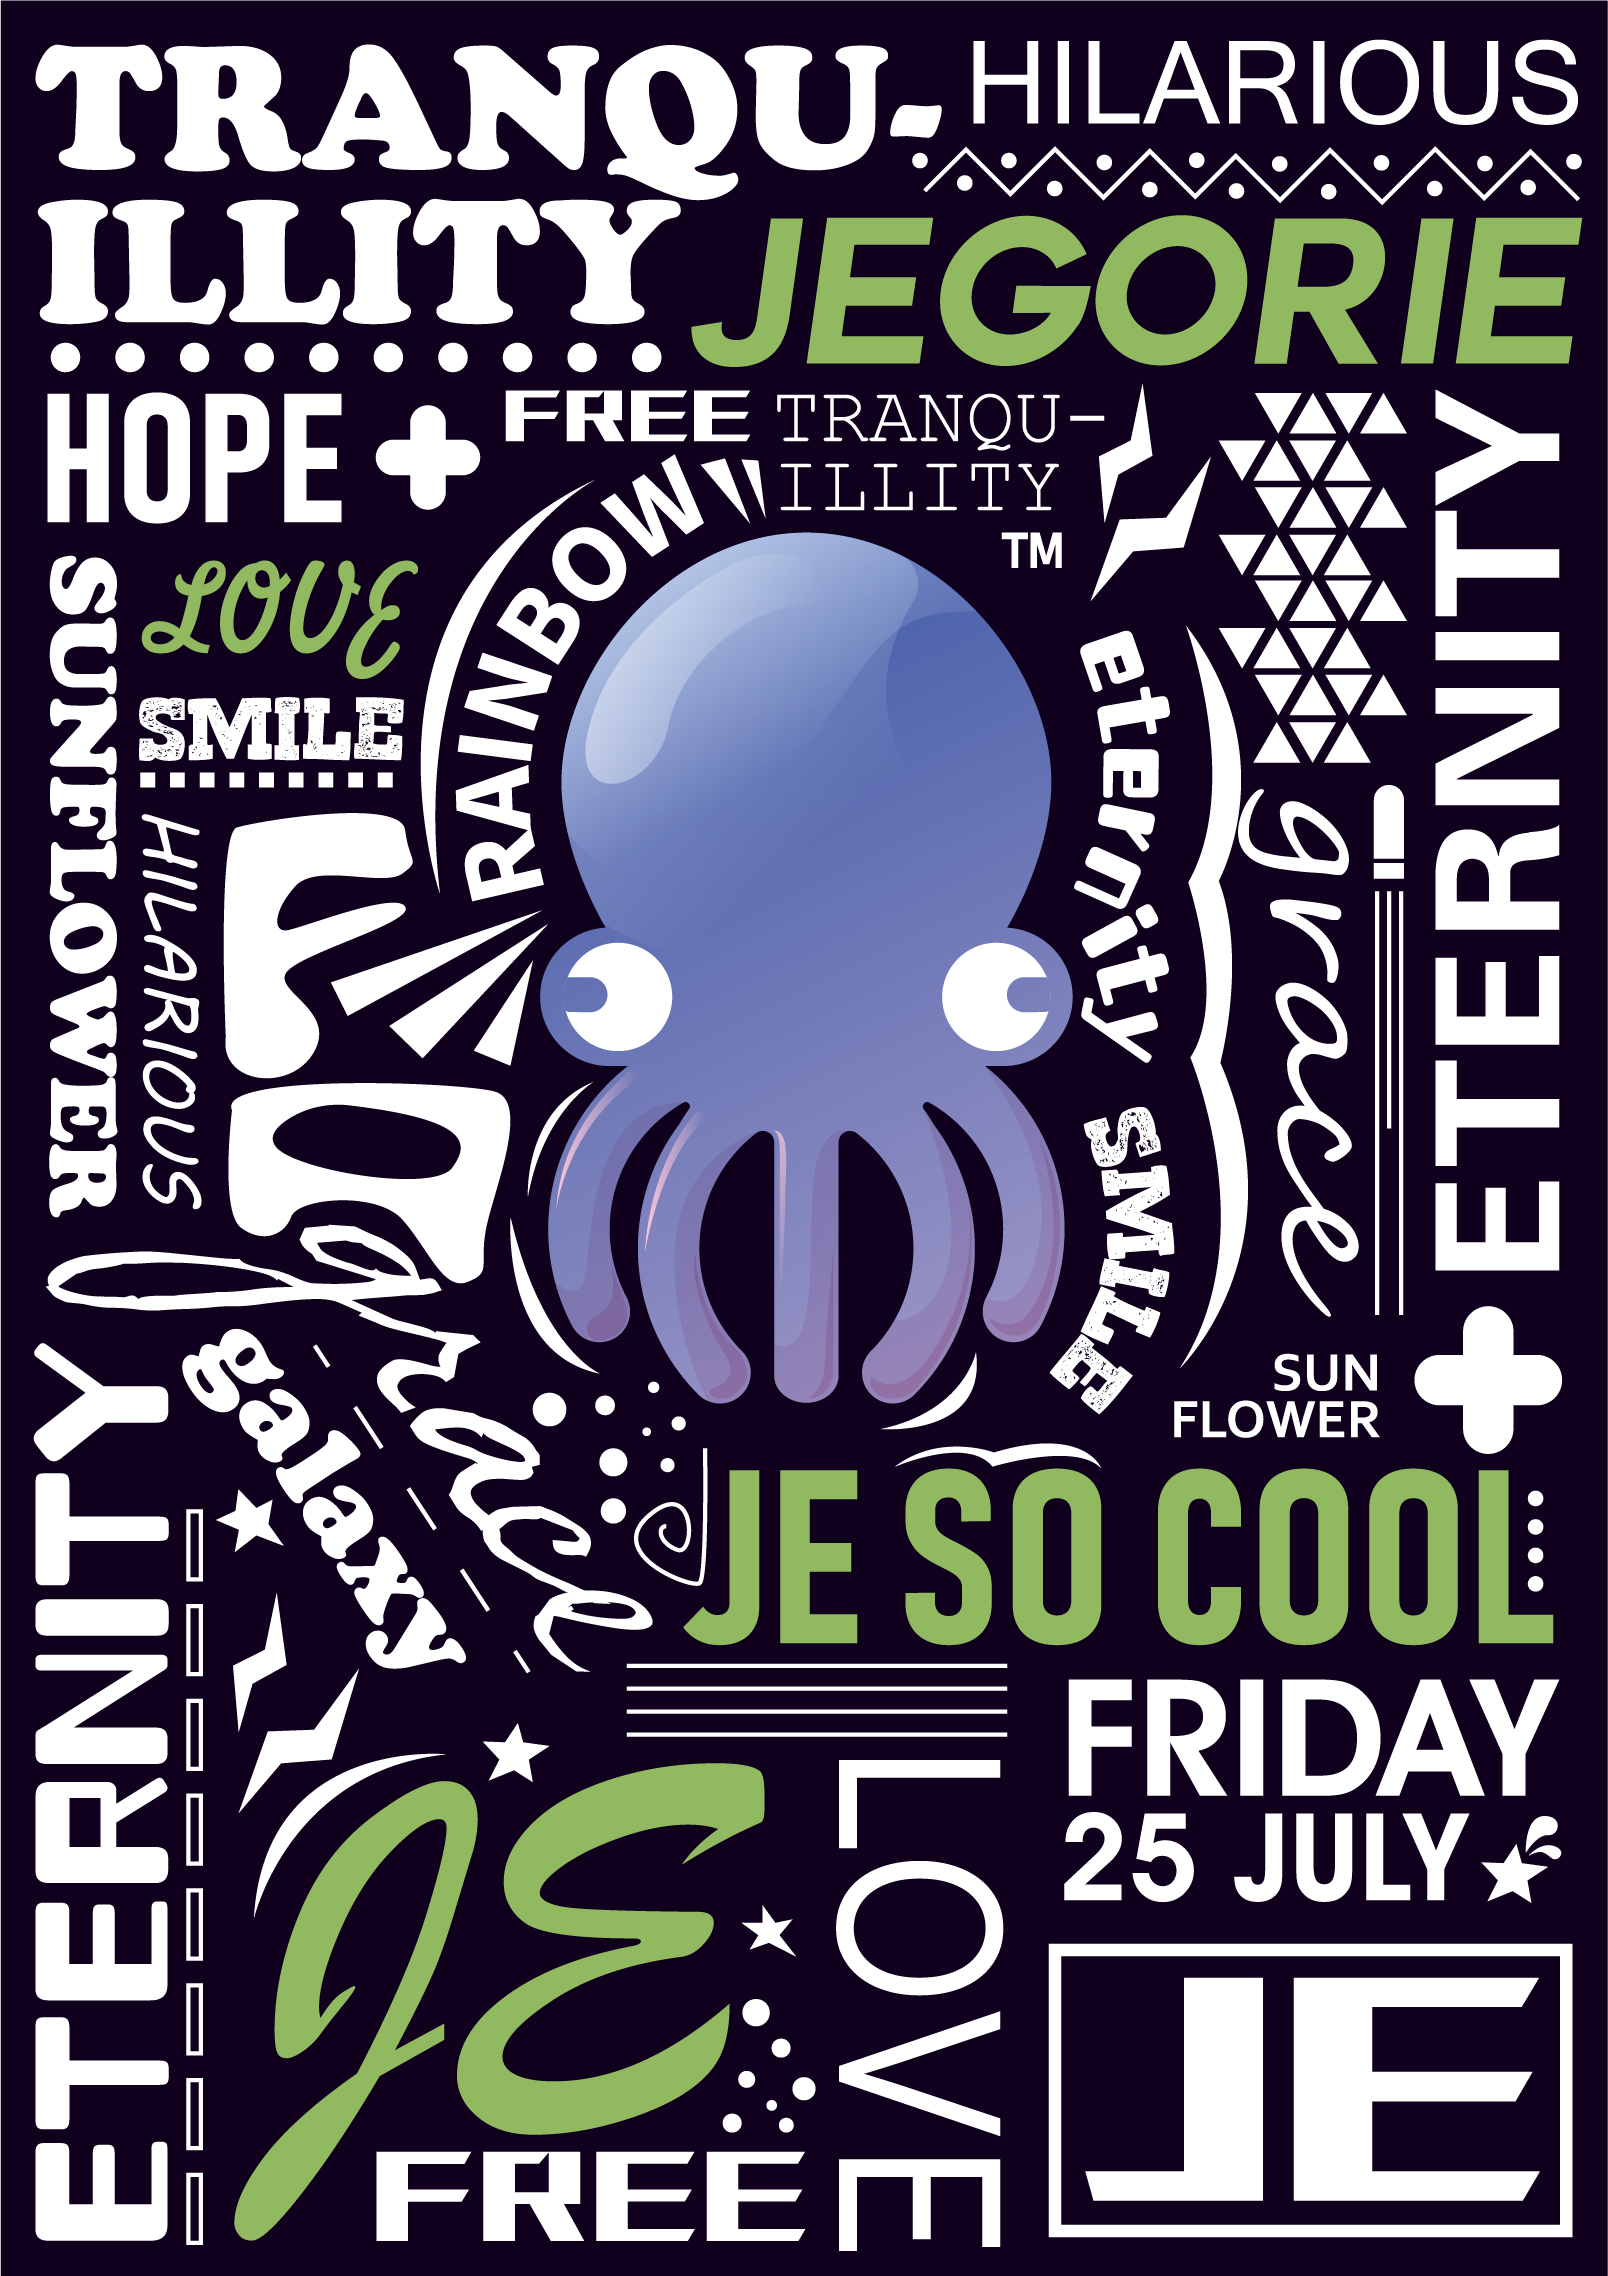 TRANQU-
ILLITY
HILARIOUS
JEGORIE
HOPE
FREE
TRANQU-
ILLITY
TM
RAINBOW
SUNFLOWER
LOVE
SMILE
HILARIOUS
FOO
eternity
SMILE
grace
ETERNITY
grace
galaxy
ETERNITY
SUN
FLOWER
JE SO COOL
FRIDAY
25 JULY
JE
FREE
LOVE
JE